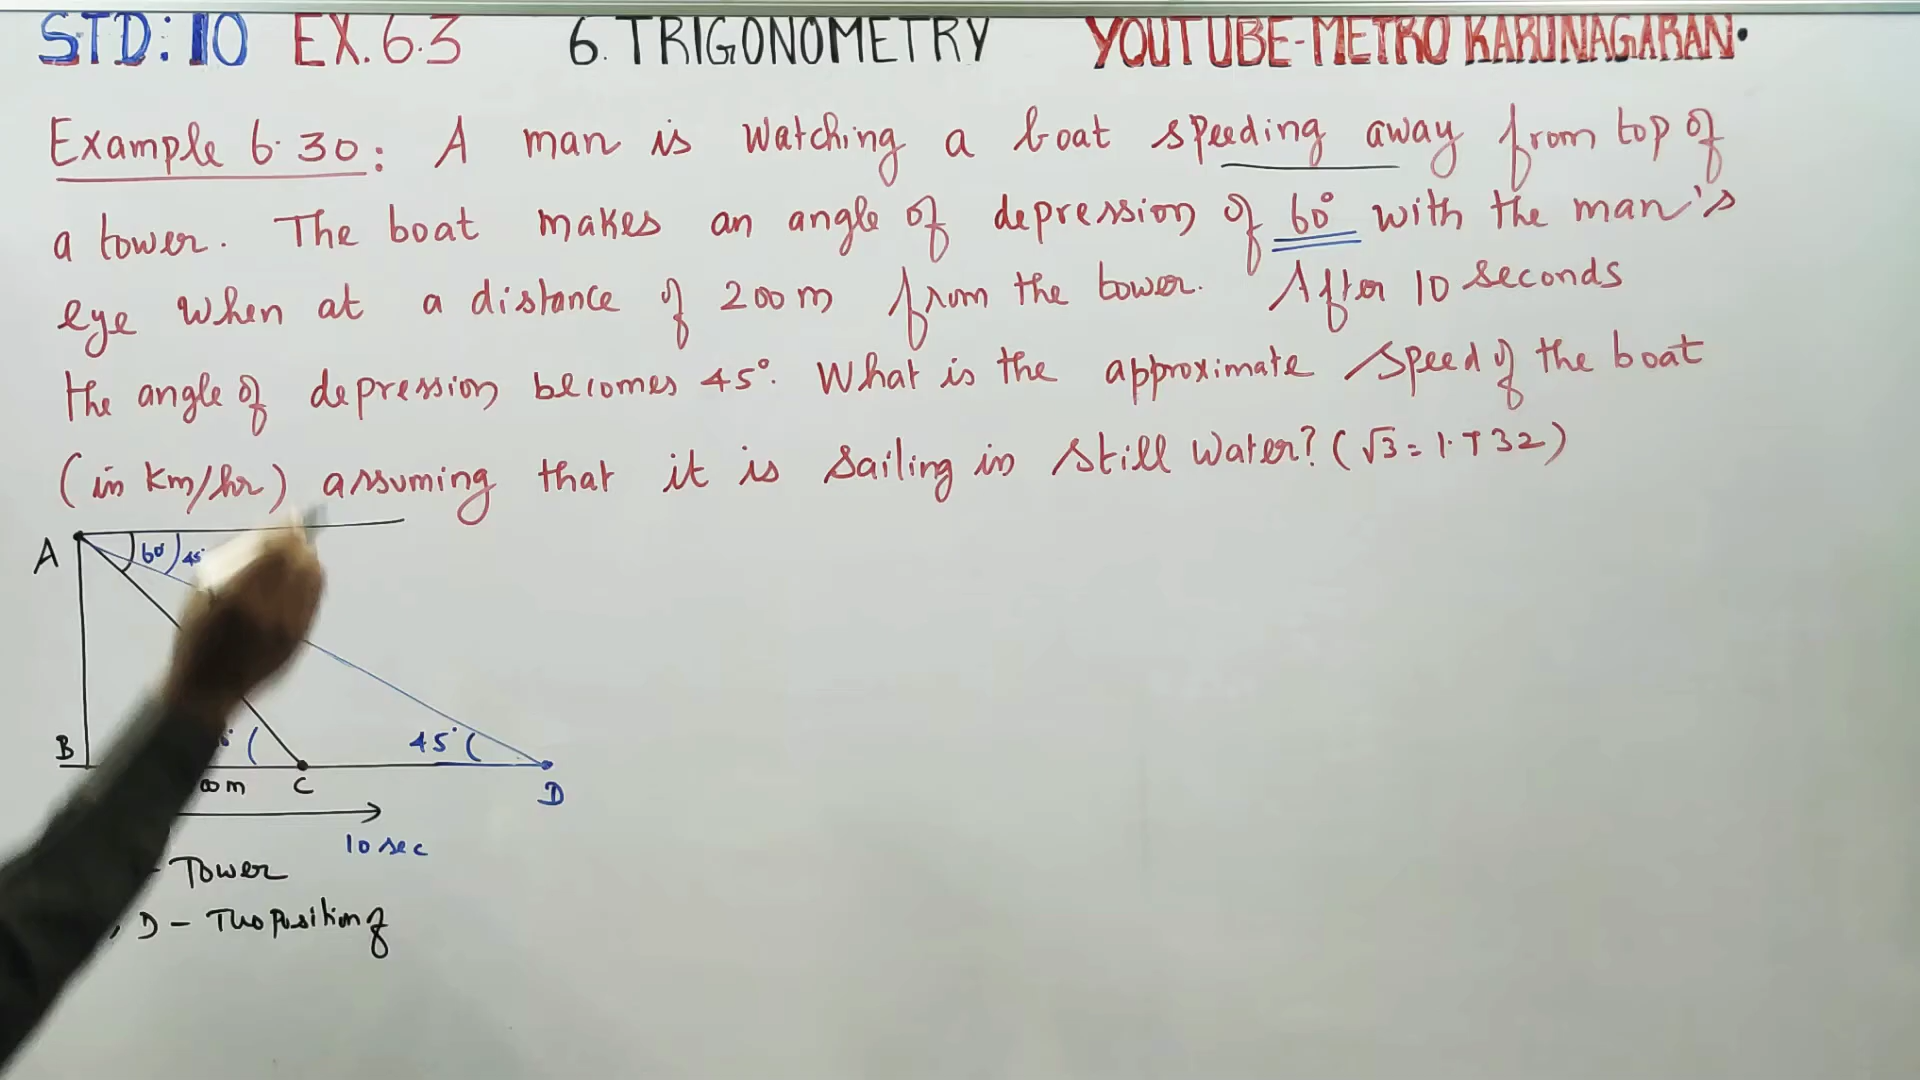 STD: 10 EX. 6.3 6. TRIGONOMETRY YOUTUBE-METRO KARUNAGARAN.
Example 6.30: A man is watching a boat speeding away from top of
a tower. The boat makes an angle of depression of 60° with the man's
eye when at a distance of 200m from the tower. After 10 seconds
the angle of depression becomes 45°. What is the approximate speed of the boat
(in km/hr) assuming that it is sailing in still water? (√3 = 1.732)
A 60° 45°
B 45°
m C D
10 sec
- Tower
, D - Two position of